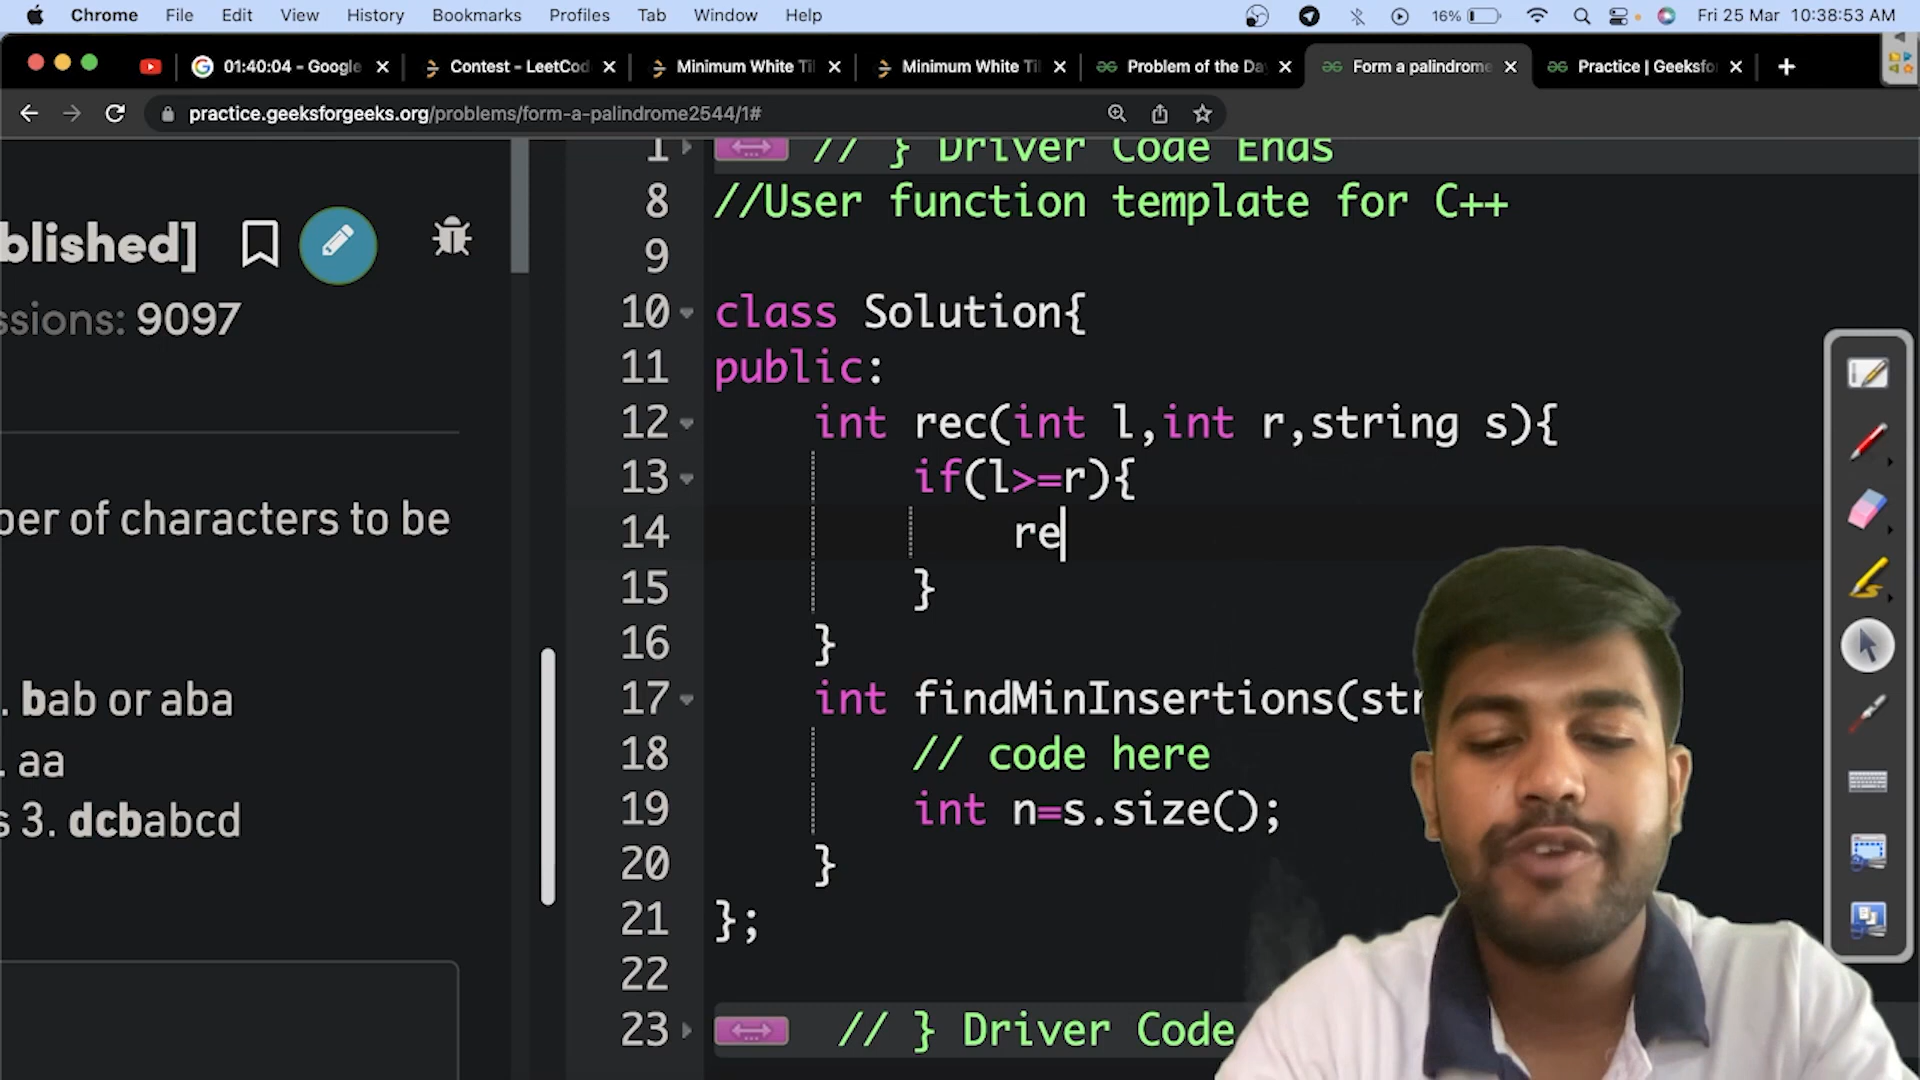 Chrome File Edit View History Bookmarks Profiles Tab Window Help 16% Fri 25 Mar 10:38:53 AM
01:40:04 - Google Contest - LeetCod Minimum White Ti Minimum White Ti Problem of the Da Form a palindrome Practice | Geeksfo
practice.geeksforgeeks.org/problems/form-a-palindrome2544/1#
blished]
ssions: 9097
ber of characters to be
. bab or aba
. aa
s 3. dcbabcd
1 // } Driver Code Ends
8 //User function template for C++
9
10 class Solution{
11 public:
12 int rec(int l,int r,string s){
13 if(l>=r){
14 re
15 }
16 }
17 int findMinInsertions(str
18 // code here
19 int n=s.size();
20 }
21 };
22
23 // } Driver Code